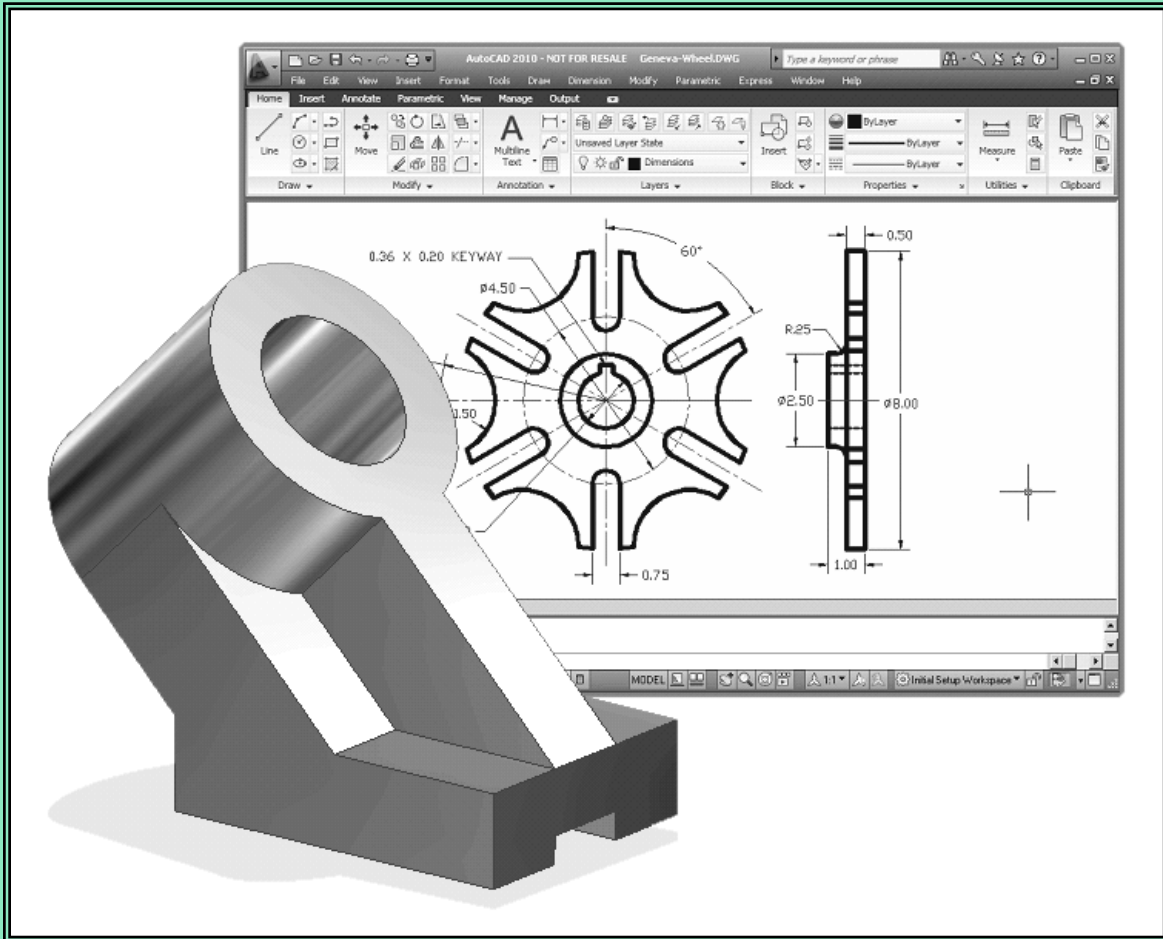 AutoCAD 2010 - NOT FOR RESALE Geneva-Wheel.DWG Type a keyword or phrase
File Edit View Insert Format Tools Draw Dimension Modify Parametric Express Window Help
Home Insert Annotate Parametric View Manage Output
Line Move A Multiline Text Unsaved Layer State Dimensions Insert ByLayer ByLayer ByLayer Measure Paste
Draw Modify Annotation Layers Block Properties Utilities Clipboard
0.36 X 0.20 KEYWAY
60°
0.50
ø4.50
R.25
.50
ø2.50
ø8.00
0.75
1.00
MODEL 1:1 Initial Setup Workspace